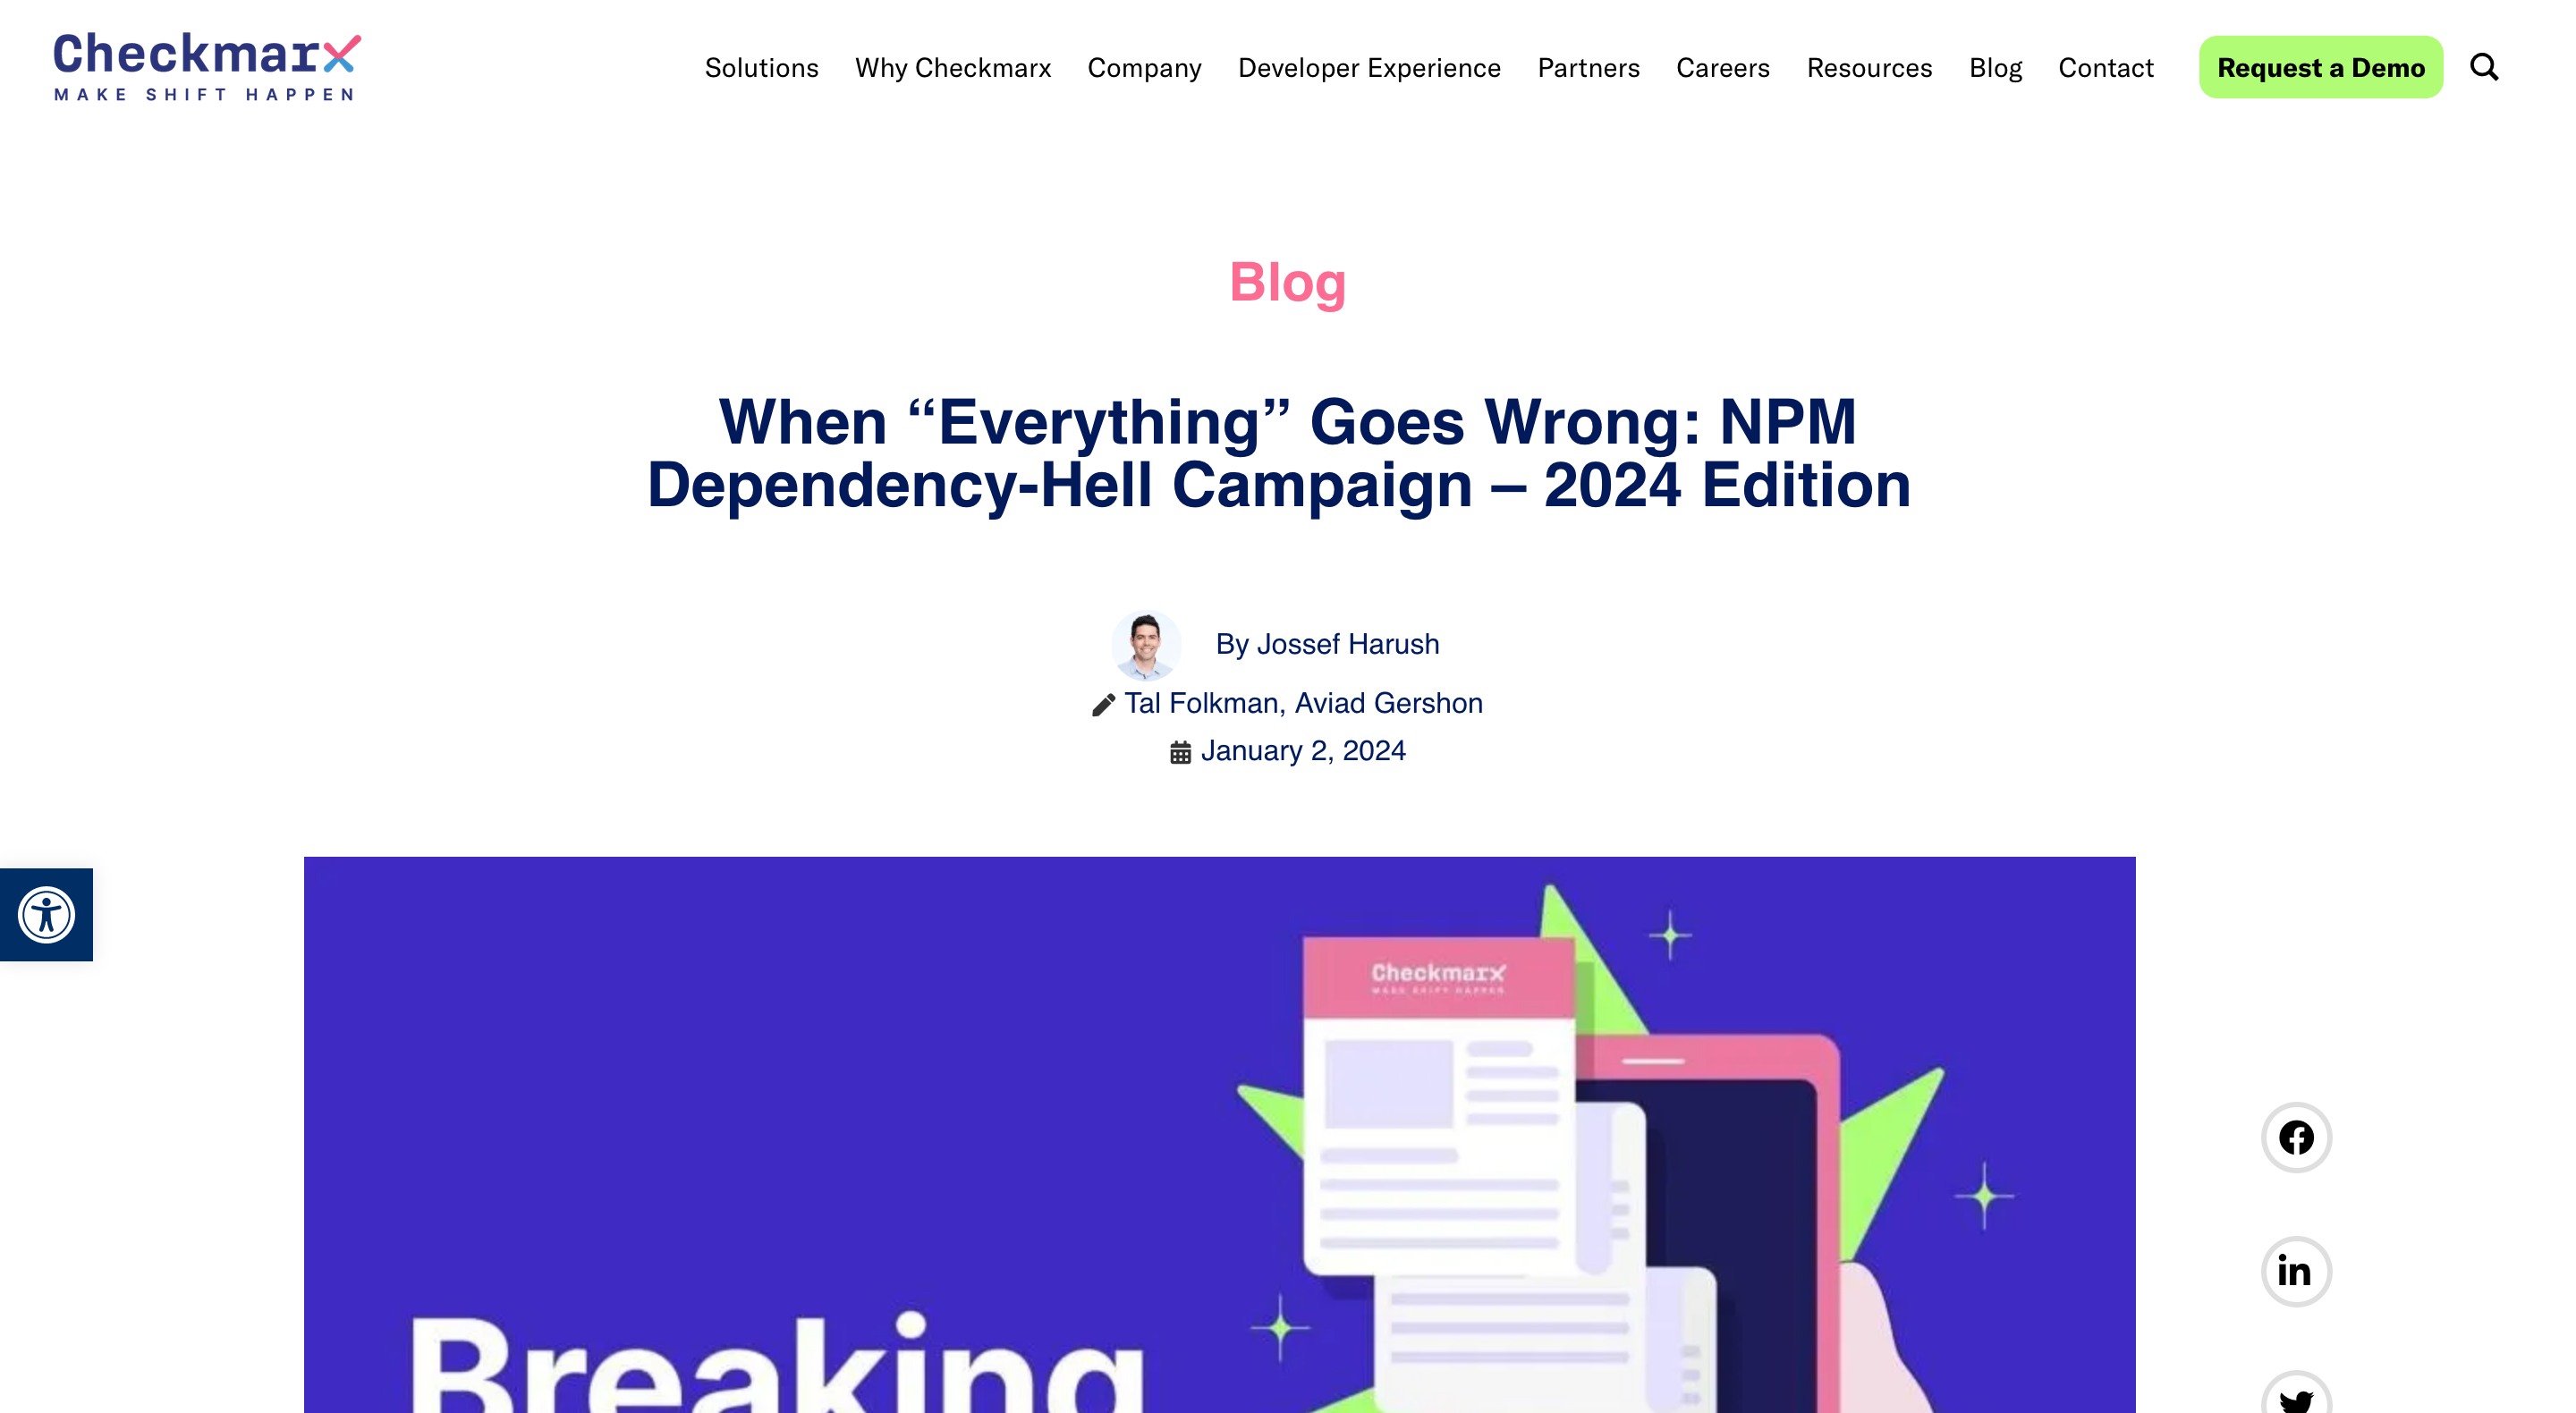 Checkmarx
MAKE SHIFT HAPPEN
Solutions Why Checkmarx Company Developer Experience Partners Careers Resources Blog Contact Request a Demo
Blog
When “Everything” Goes Wrong: NPM
Dependency-Hell Campaign – 2024 Edition
By Jossef Harush
Tal Folkman, Aviad Gershon
January 2, 2024
Checkmarx
MAKE SHIFT HAPPEN
Breaking
in